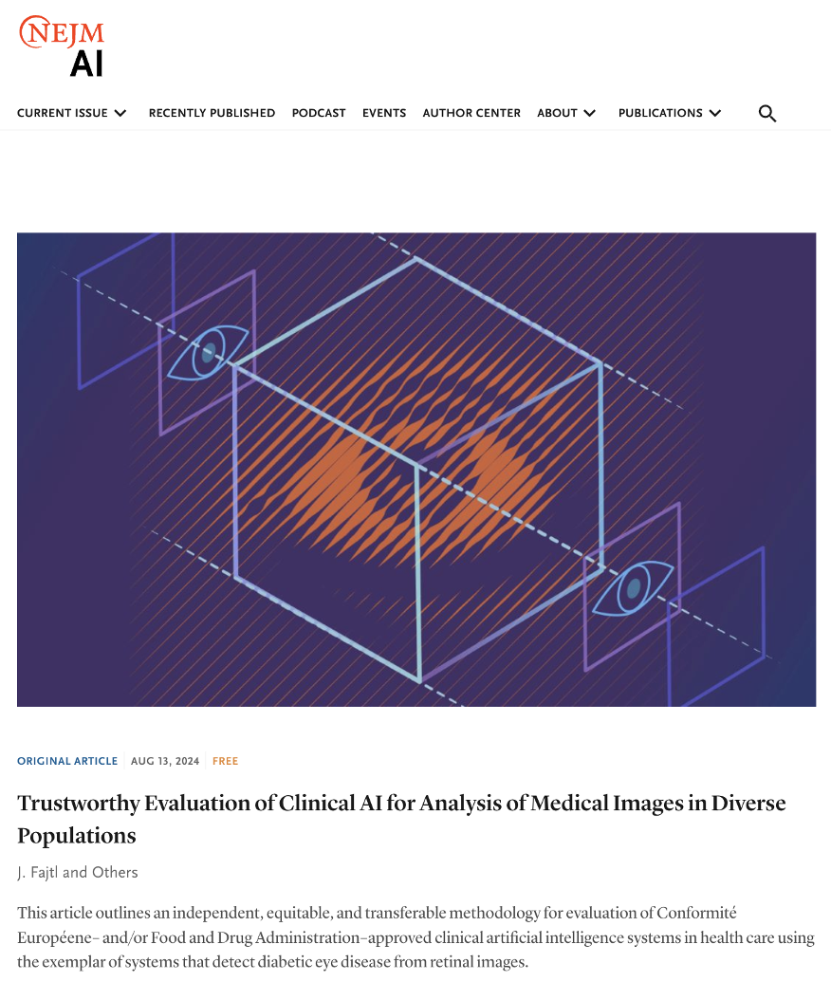 NEJM
AI
CURRENT ISSUE
RECENTLY PUBLISHED
PODCAST
EVENTS
AUTHOR CENTER
ABOUT
PUBLICATIONS
ORIGINAL ARTICLE
AUG 13, 2024
FREE
Trustworthy Evaluation of Clinical AI for Analysis of Medical Images in Diverse
Populations
J. Fajtl and Others
This article outlines an independent, equitable, and transferable methodology for evaluation of Conformité
Européene– and/or Food and Drug Administration–approved clinical artificial intelligence systems in health care using
the exemplar of systems that detect diabetic eye disease from retinal images.